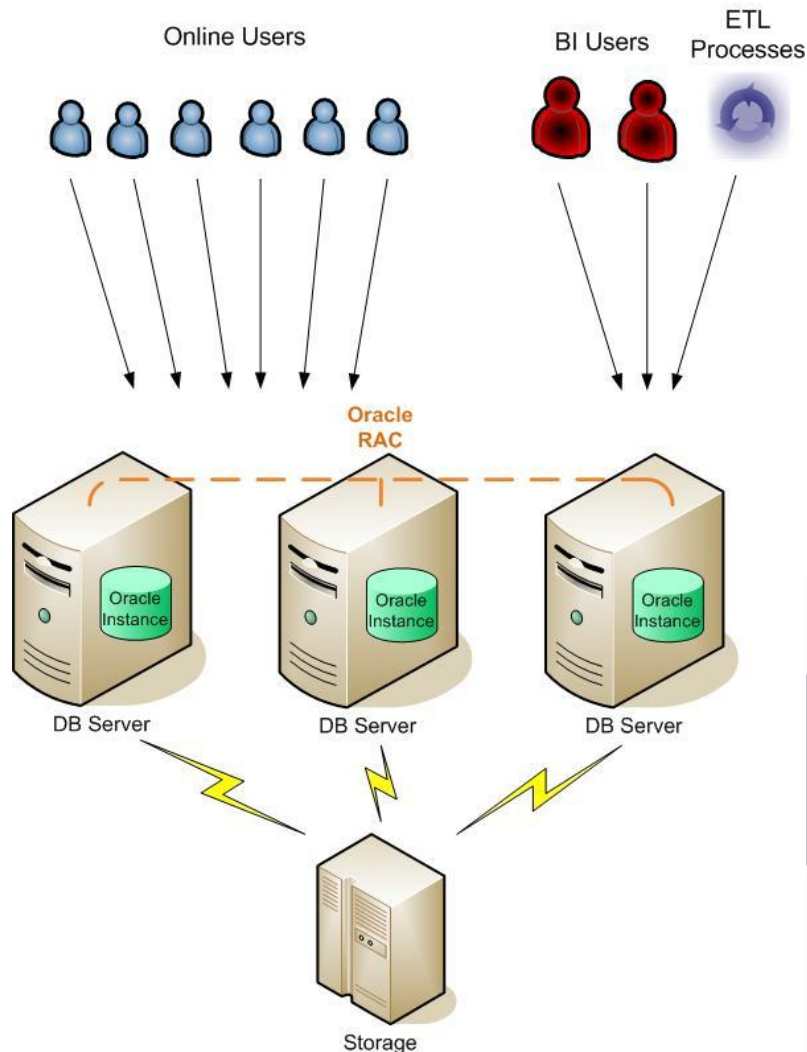 Online Users
BI Users
ETL
Processes
Oracle
RAC
Oracle
Instance
Oracle
Instance
Oracle
Instance
DB Server
DB Server
DB Server
Storage